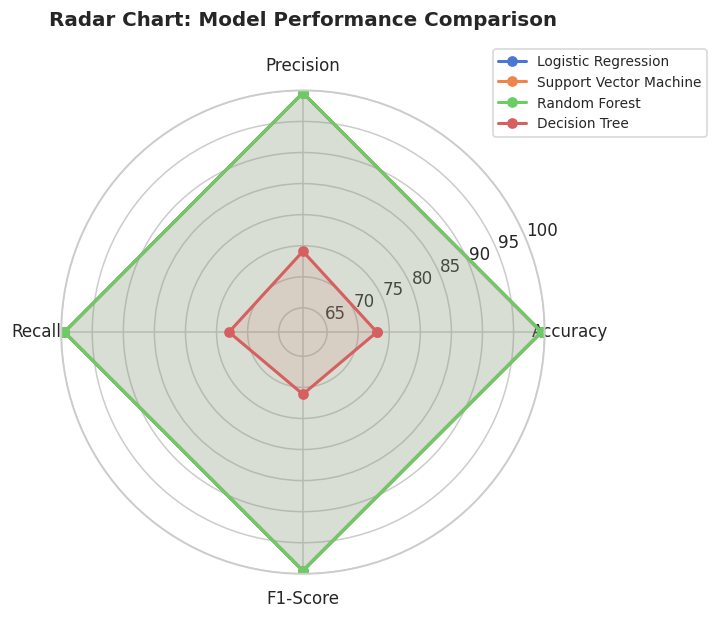 Radar Chart: Model Performance Comparison
Logistic Regression
Support Vector Machine
Random Forest
Decision Tree
Precision
100
95
90
85
80
75
70
65
Recall
Accuracy
F1-Score